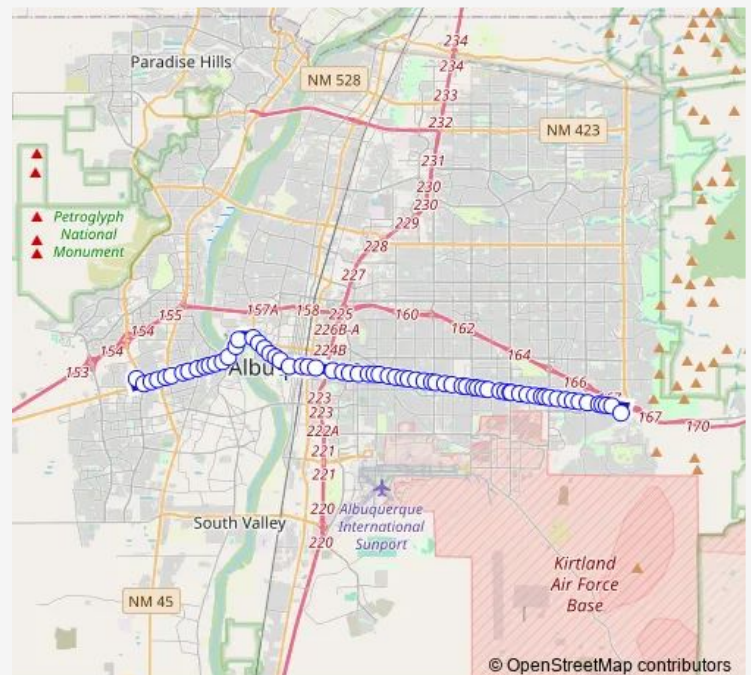 234
Paradise Hills
234
NM 528
233
232
NM 423
231
230
230
Petroglyph
National
Monument
229
228
227
155
157A
158
225
160
154
226B-A
162
154
224B
164
153
Albuq
166
167
223
170
223
222A
221
221
Albuquerque
International
Sunport
220
South Valley
220
Kirtland
Air Force
Base
NM 45
© OpenStreetMap contributors